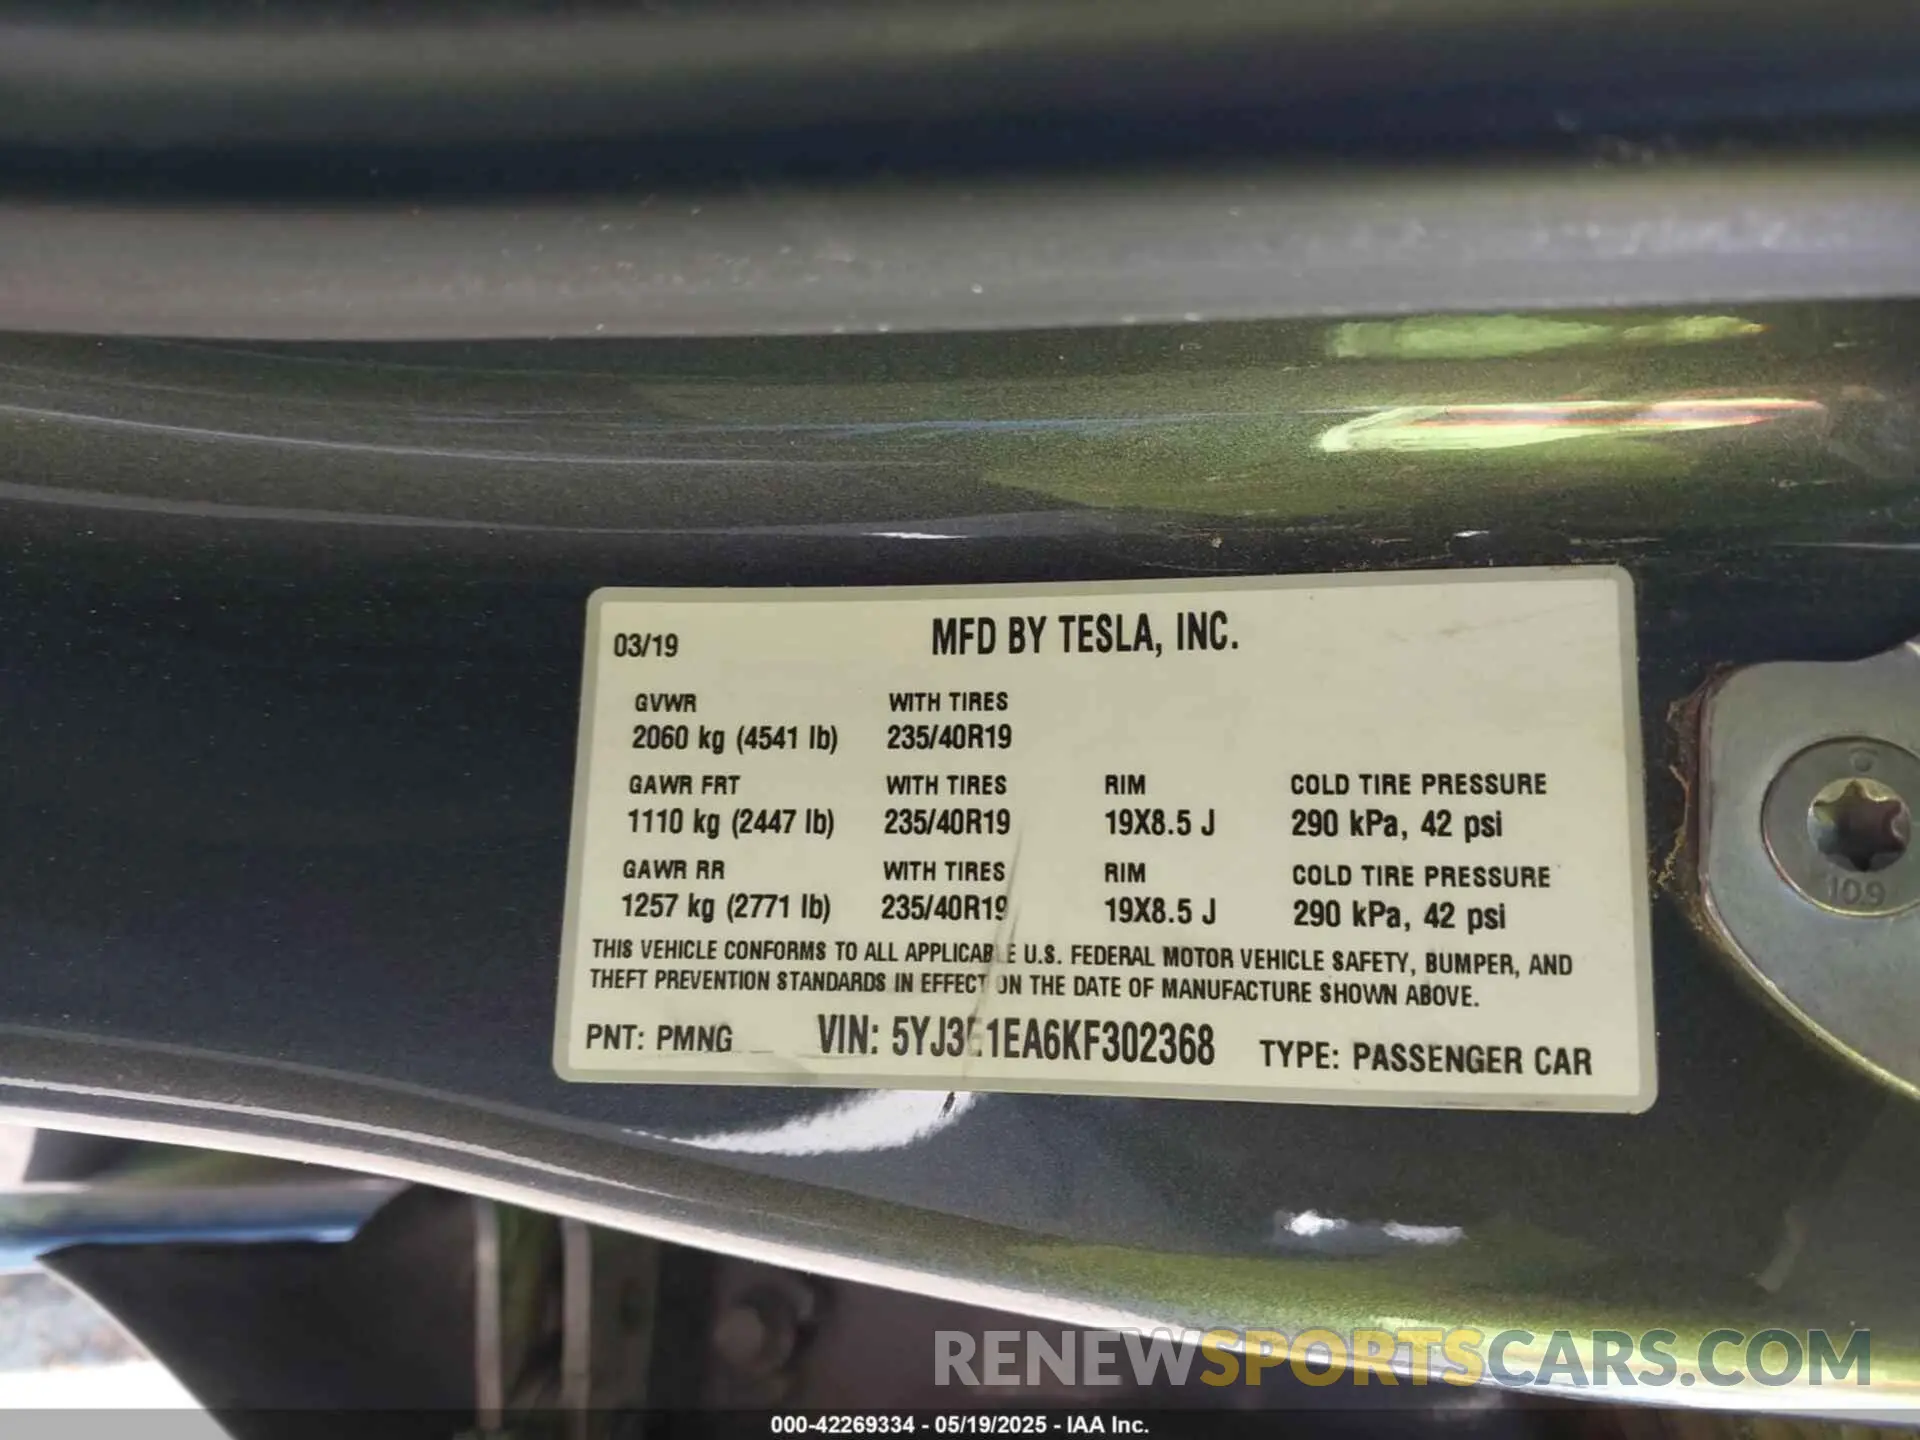 03/19 MFD BY TESLA, INC.
GVWR WITH TIRES
2060 kg (4541 lb) 235/40R19
GAWR FRT WITH TIRES RIM COLD TIRE PRESSURE
1110 kg (2447 lb) 235/40R19 19X8.5 J 290 kPa, 42 psi
GAWR RR WITH TIRES RIM COLD TIRE PRESSURE
1257 kg (2771 lb) 235/40R19 19X8.5 J 290 kPa, 42 psi
THIS VEHICLE CONFORMS TO ALL APPLICABLE U.S. FEDERAL MOTOR VEHICLE SAFETY, BUMPER, AND
THEFT PREVENTION STANDARDS IN EFFECT ON THE DATE OF MANUFACTURE SHOWN ABOVE.
PNT: PMNG VIN: 5YJ3E1EA6KF302368 TYPE: PASSENGER CAR
109
RENEWSPORTSCARS.COM
000-42269334 - 05/19/2025 - IAA Inc.